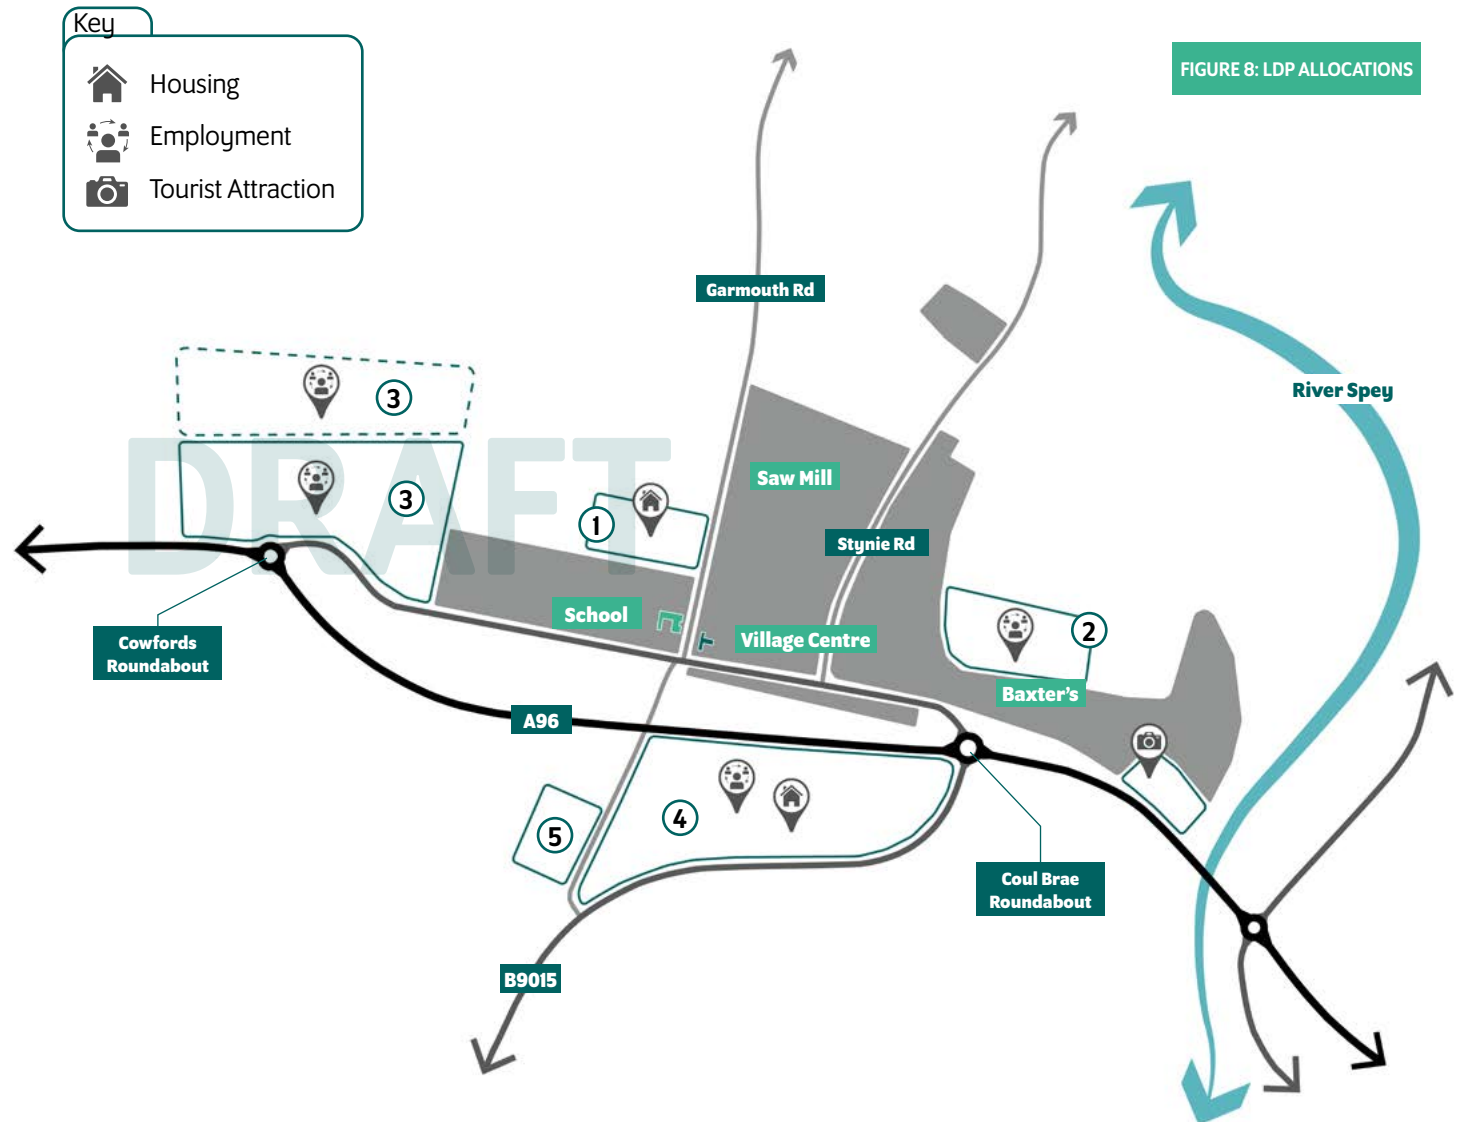 Key
Housing
Employment
Tourist Attraction
FIGURE 8: LDP ALLOCATIONS
Garmouth Rd
River Spey
3
DRAFT
3
Saw Mill
1
Stynie Rd
School
Village Centre
2
Cowfords
Roundabout
Baxter's
A96
4
5
Coul Brae
Roundabout
B9015